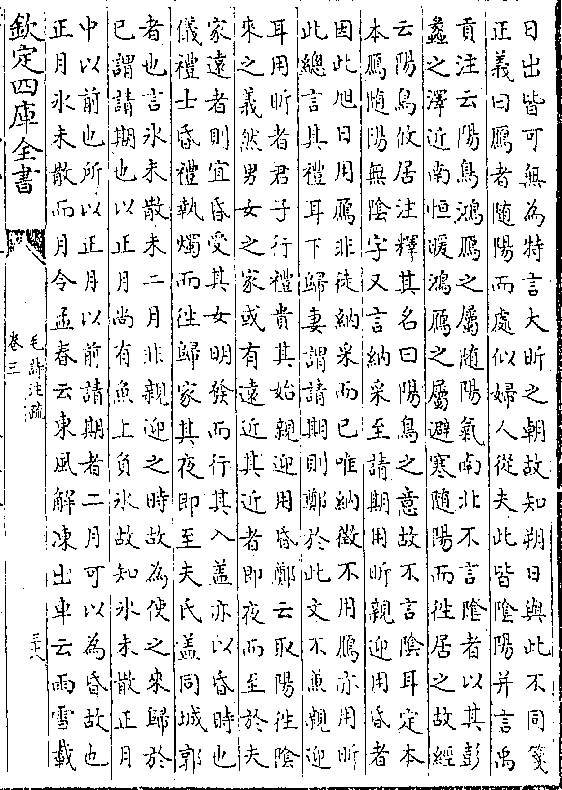 日出皆可無為特言大昕之朝故知朔日與此不同箋
正義曰鴈者隨陽而處似婦人從夫此皆陰陽并言禹
貢注云陽鳥鴻鴈之屬隨陽氣南北不言陰者以其彭
蠡之澤近南恒暖鴻鴈之屬避寒隨陽而徃居之故經
云陽鳥攸居注釋其名曰陽鳥之意故不言陰耳定本
本鴈隨陽無陰字又言納采至請期用昕親迎用昏者
因此旭日用鴈非徒納采而已唯納徵不用鴈亦用昕
此總言其禮耳下歸妻謂請期則鄭於此文不兼親迎
耳用昕者君子行禮貴其始親迎用昏鄭云取陽徃陰
來之義然男女之家或有遠近其近者即夜而至於夫
家遠者則宜昏受其女明發而行其入蓋亦以昏時也
儀禮士昏禮執燭而徃歸家其夜即至夫氏盖同城郭
者也言氷未散未二月非親迎之時故為使之來歸於
已謂請期也以正月尚有魚上負氷故知氷未散正月
中以前也所以正月以前請期者二月可以為昏故也
正月氷未散而月令孟春云東風解凍出車云雨雪載
欽定四庫全書
毛詩注疏
卷三